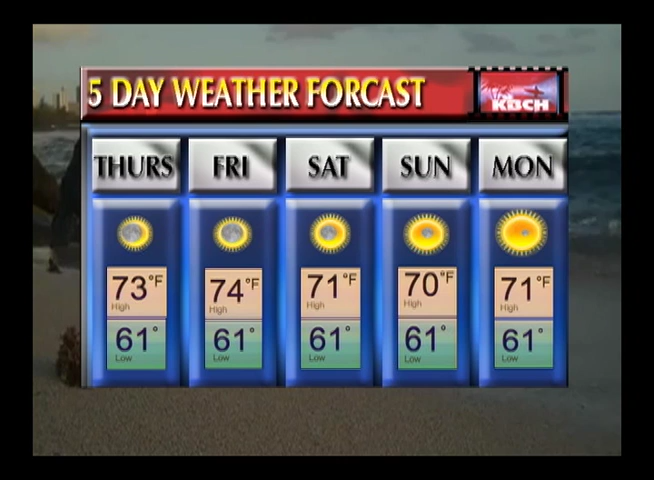 5 DAY WEATHER FORCAST
KBCH
THURS FRI SAT SUN MON
73°F 74°F 71°F 70°F 71°F
High High High High High
61° 61° 61° 61° 61°
Low Low Low Low Low